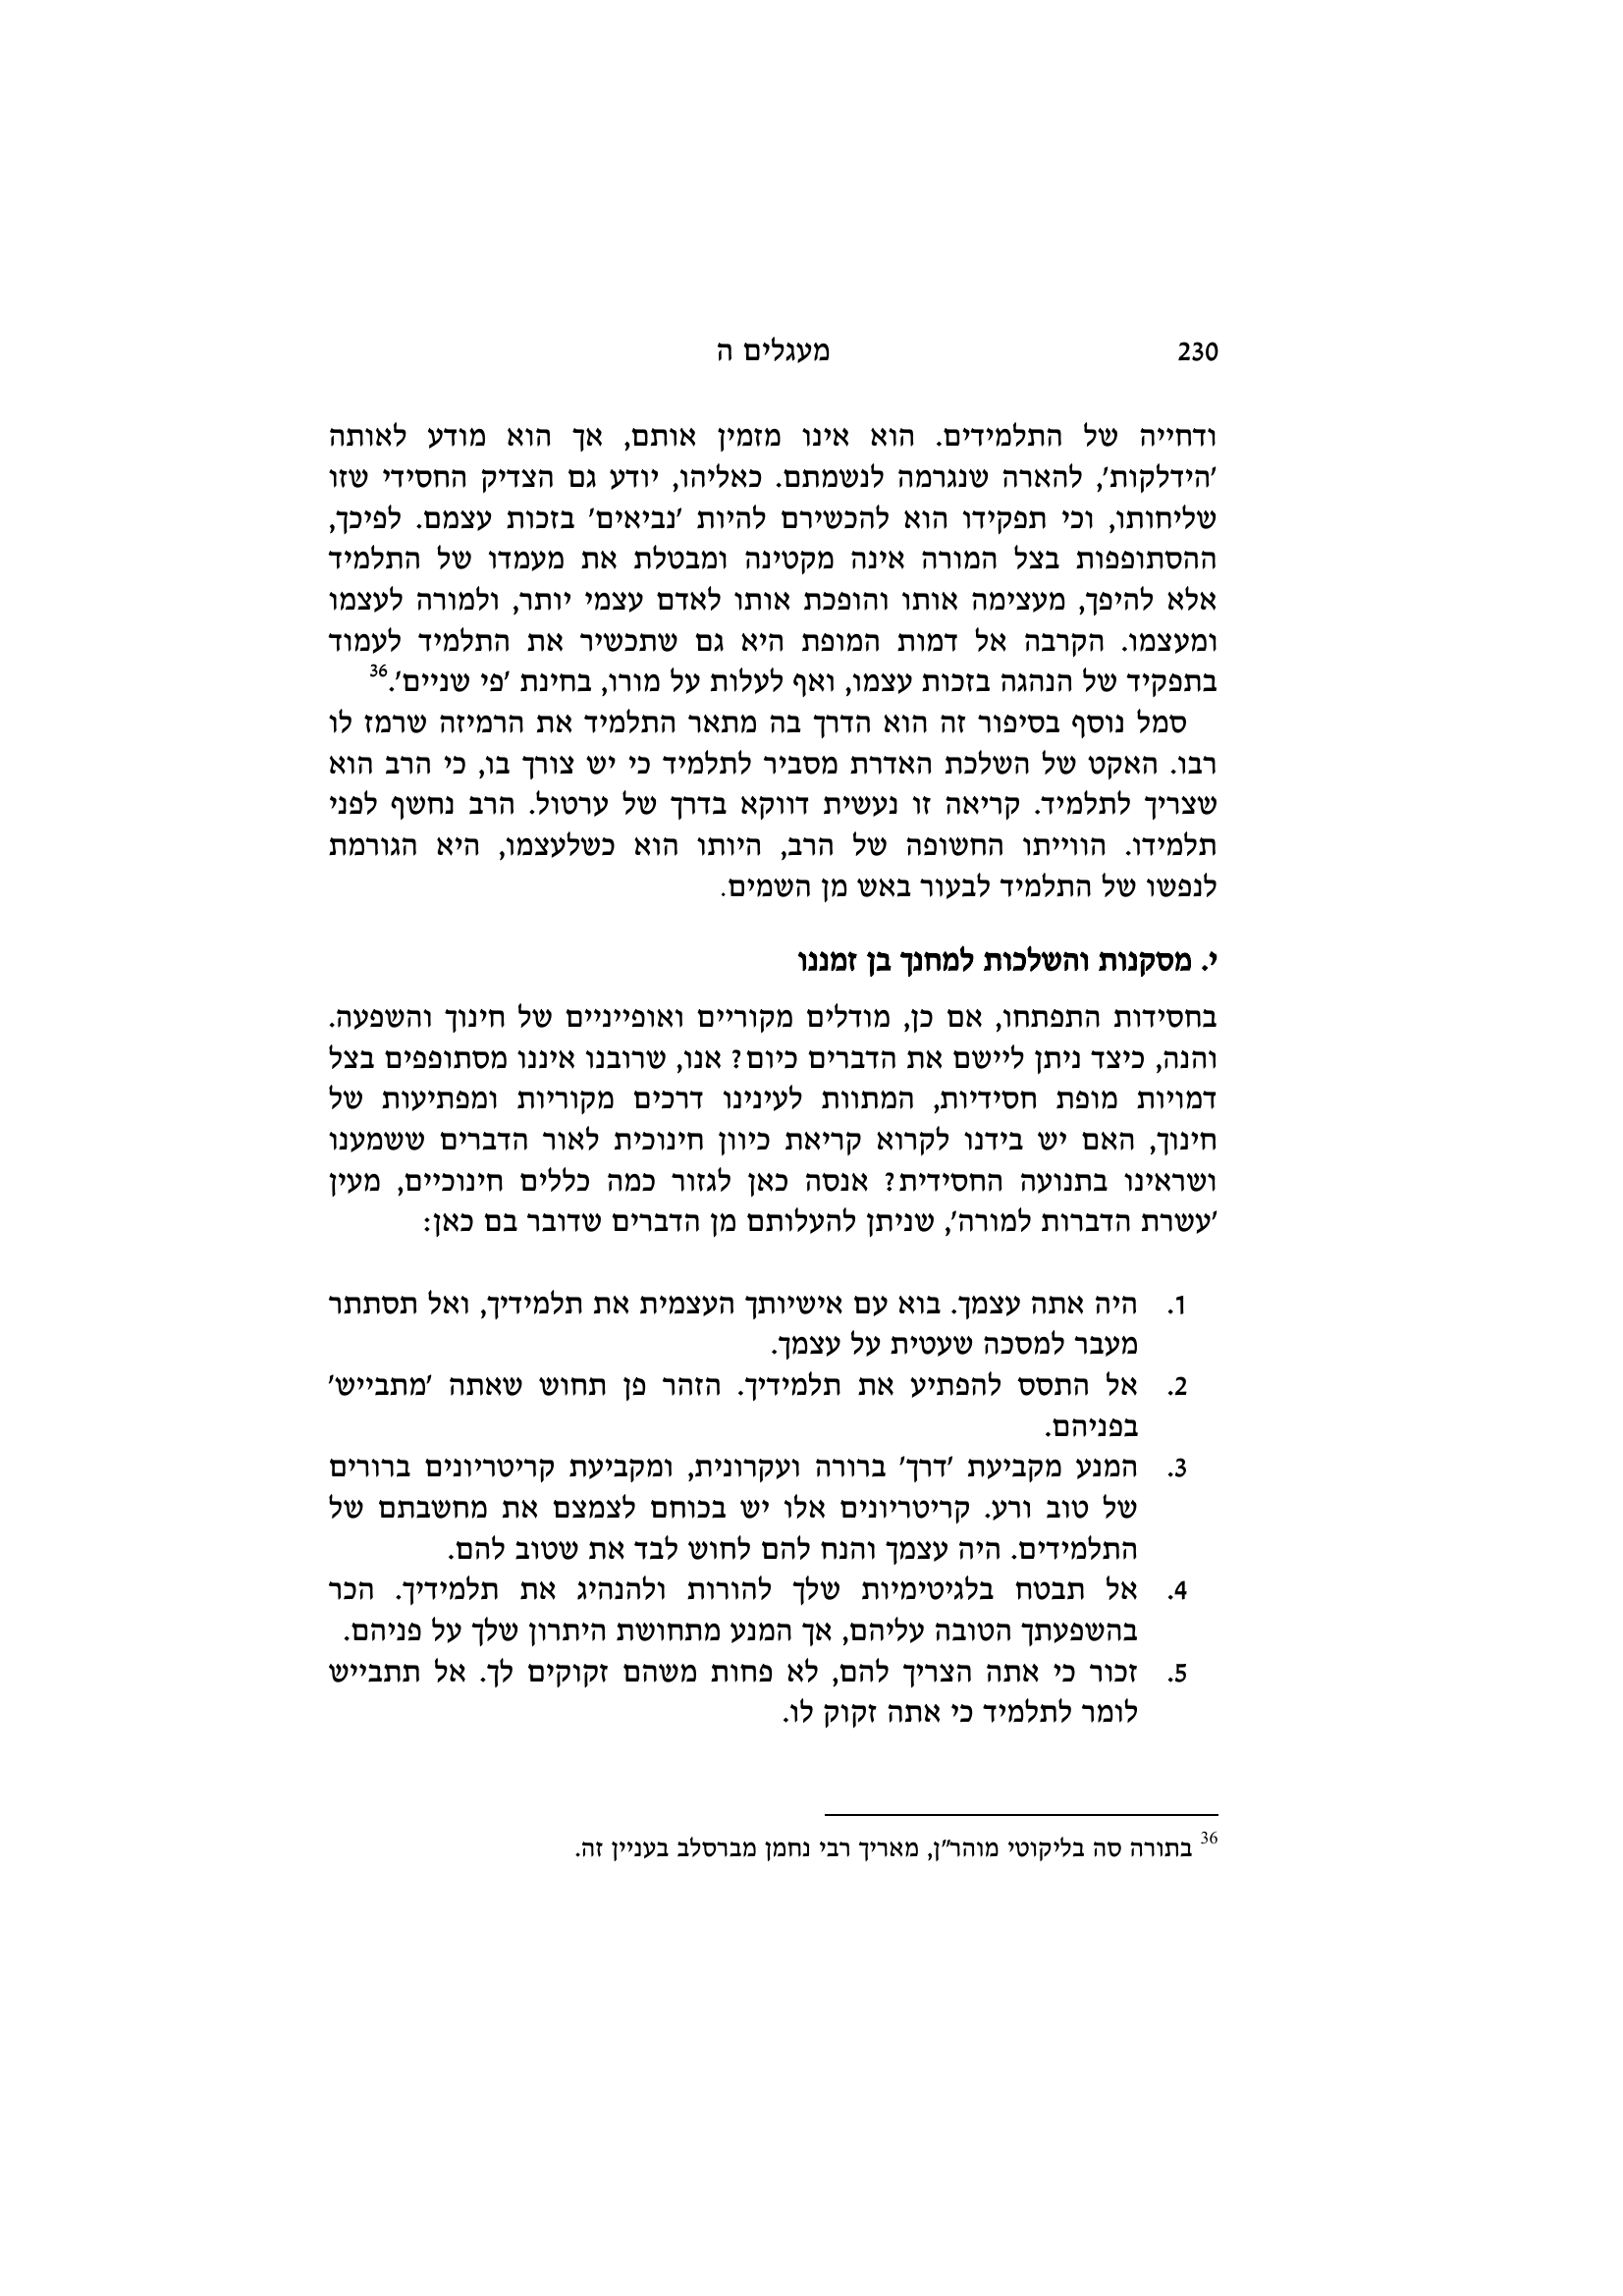 230 מעגלים ה
ודחייה של התלמידים. הוא אינו מזמין אותם, אך הוא מודע לאותה
'הידלקות', להארה שנגרמה לנשמתם. כאליהו, יודע גם הצדיק החסידי שזו
שליחותו, וכי תפקידו הוא להכשירם להיות 'נביאים' בזכות עצמם. לפיכך,
ההסתופפות בצל המורה אינה מקטינה ומבטלת את מעמדו של התלמיד
אלא להיפך, מעצימה אותו והופכת אותו לאדם עצמי יותר, ולמורה לעצמו
ומעצמו. הקרבה אל דמות המופת היא גם שתכשיר את התלמיד לעמוד
בתפקיד של הנהגה בזכות עצמו, ואף לעלות על מורו, בחינת 'פי שניים'.36
סמל נוסף בסיפור זה הוא הדרך בה מתאר התלמיד את הרמיזה שרמז לו
רבו. האקט של השלכת האדרת מסביר לתלמיד כי יש צורך בו, כי הרב הוא
שצריך לתלמיד. קריאה זו נעשית דווקא בדרך של ערטול. הרב נחשף לפני
תלמידו. הווייתו החשופה של הרב, היותו הוא כשלעצמו, היא הגורמת
לנפשו של התלמיד לבעור באש מן השמים.
י. מסקנות והשלכות למחנך בן זמננו
בחסידות התפתחו, אם כן, מודלים מקוריים ואופייניים של חינוך והשפעה.
והנה, כיצד ניתן ליישם את הדברים כיום? אנו, שרובנו איננו מסתופפים בצל
דמויות מופת חסידיות, המתוות לעינינו דרכים מקוריות ומפתיעות של
חינוך, האם יש בידנו לקרוא קריאת כיוון חינוכית לאור הדברים ששמענו
ושראינו בתנועה החסידית? אנסה כאן לגזור כמה כללים חינוכיים, מעין
'עשרת הדברות למורה', שניתן להעלותם מן הדברים שדובר בם כאן:
1. היה אתה עצמך. בוא עם אישיותך העצמית את תלמידיך, ואל תסתתר
מעבר למסכה שעטית על עצמך.
2. אל התסס להפתיע את תלמידיך. הזהר פן תחוש שאתה 'מתבייש'
בפניהם.
3. המנע מקביעת 'דרך' ברורה ועקרונית, ומקביעת קריטריונים ברורים
של טוב ורע. קריטריונים אלו יש בכוחם לצמצם את מחשבתם של
התלמידים. היה עצמך והנח להם לחוש לבד את שטוב להם.
4. אל תבטח בלגיטימיות שלך להורות ולהנהיג את תלמידיך. הכר
בהשפעתך הטובה עליהם, אך המנע מתחושת היתרון שלך על פניהם.
5. זכור כי אתה הצריך להם, לא פחות משהם זקוקים לך. אל תתבייש
לומר לתלמיד כי אתה זקוק לו.
36 בתורה סה בליקוטי מוהר"ן, מאריך רבי נחמן מברסלב בעניין זה.